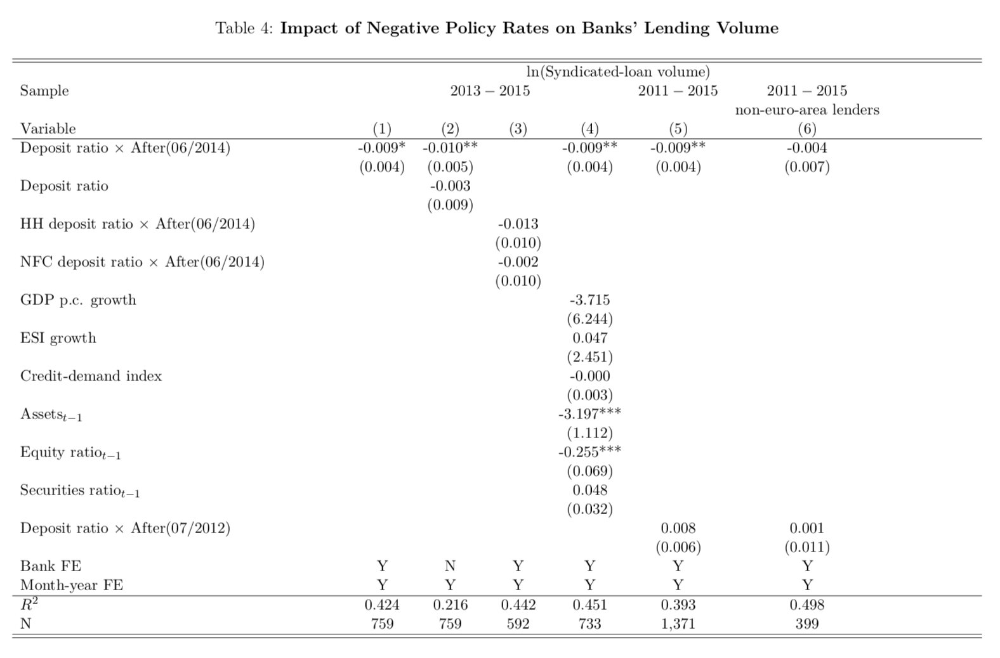 Table 4: Impact of Negative Policy Rates on Banks' Lending Volume
ln(Syndicated-loan volume)
Sample 2013 – 2015 2011 – 2015 2011 – 2015
non-euro-area lenders
Variable (1) (2) (3) (4) (5) (6)
Deposit ratio × After(06/2014) -0.009* -0.010** -0.009** -0.009** -0.004
(0.004) (0.005) (0.004) (0.004) (0.007)
Deposit ratio -0.003
(0.009)
HH deposit ratio × After(06/2014) -0.013
(0.010)
NFC deposit ratio × After(06/2014) -0.002
(0.010)
GDP p.c. growth -3.715
(6.244)
ESI growth 0.047
(2.451)
Credit-demand index -0.000
(0.003)
Assets_{t−1} -3.197***
(1.112)
Equity ratio_{t−1} -0.255***
(0.069)
Securities ratio_{t−1} 0.048
(0.032)
Deposit ratio × After(07/2012) 0.008 0.001
(0.006) (0.011)
Bank FE Y N Y Y Y Y
Month-year FE Y Y Y Y Y Y
R² 0.424 0.216 0.442 0.451 0.393 0.498
N 759 759 592 733 1,371 399